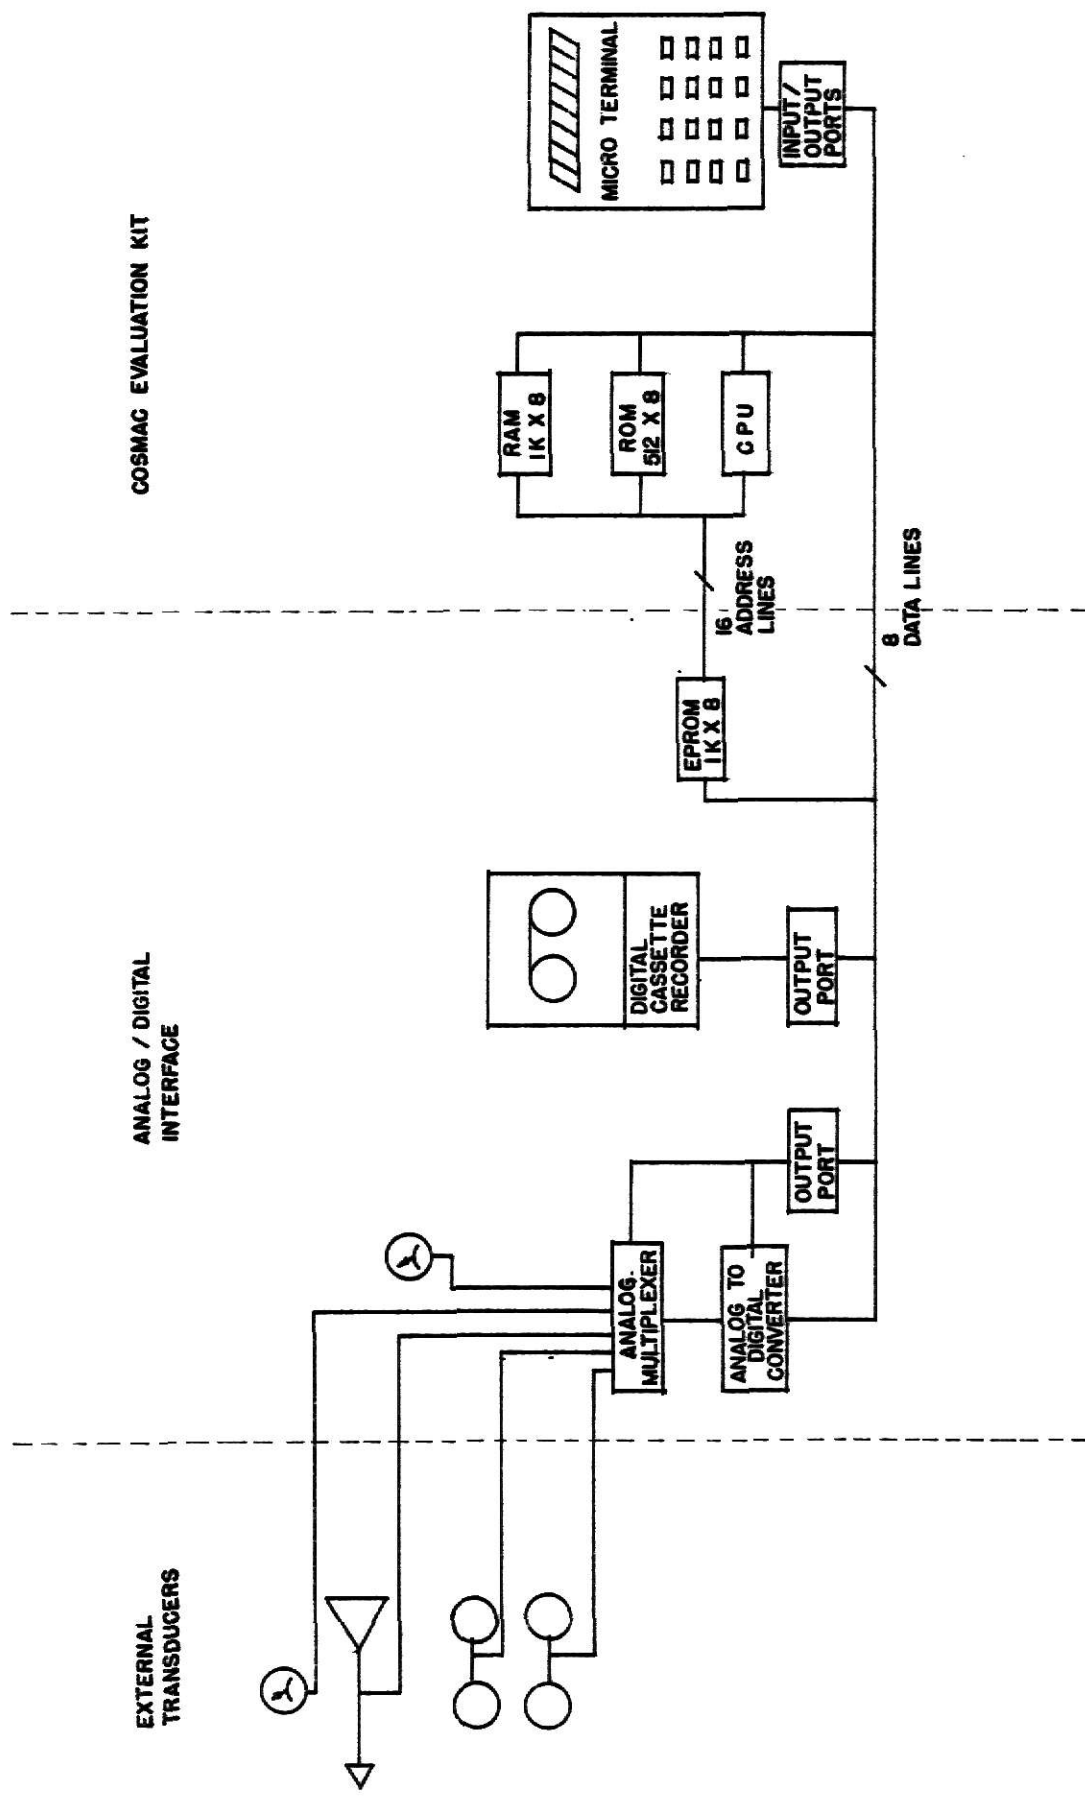 EXTERNAL
TRANSDUCERS
ANALOG / DIGITAL
INTERFACE
COSMAC EVALUATION KIT
ANALOG.
MULTIPLEXER
ANALOG TO
DIGITAL
CONVERTER
OUTPUT
PORT
DIGITAL
CASSETTE
RECORDER
OUTPUT
PORT
EPROM
1K X 8
16
ADDRESS
LINES
8
DATA LINES
RAM
1K X 8
ROM
512 X 8
CPU
MICRO TERMINAL
INPUT/
OUTPUT
PORTS